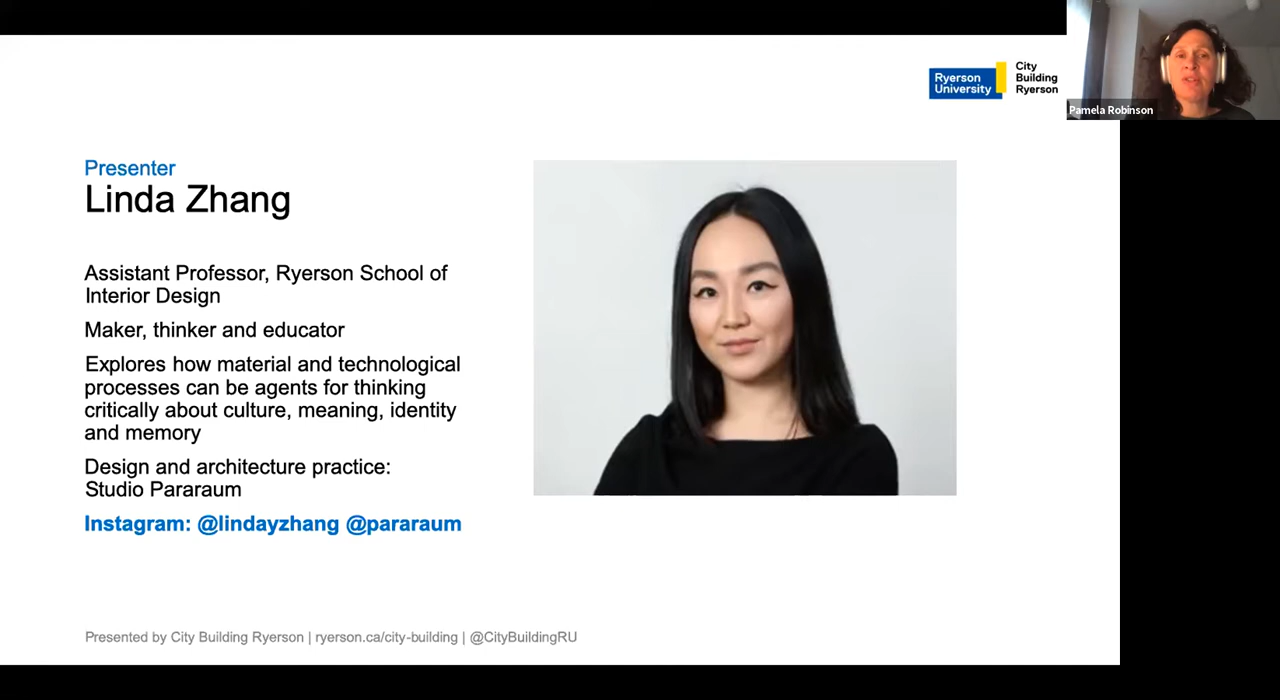 Ryerson
University
City
Building
Ryerson
Pamela Robinson
Presenter
Linda Zhang
Assistant Professor, Ryerson School of
Interior Design
Maker, thinker and educator
Explores how material and technological
processes can be agents for thinking
critically about culture, meaning, identity
and memory
Design and architecture practice:
Studio Pararaum
Instagram: @lindayzhang @pararaum
Presented by City Building Ryerson | ryerson.ca/city-building | @CityBuildingRU